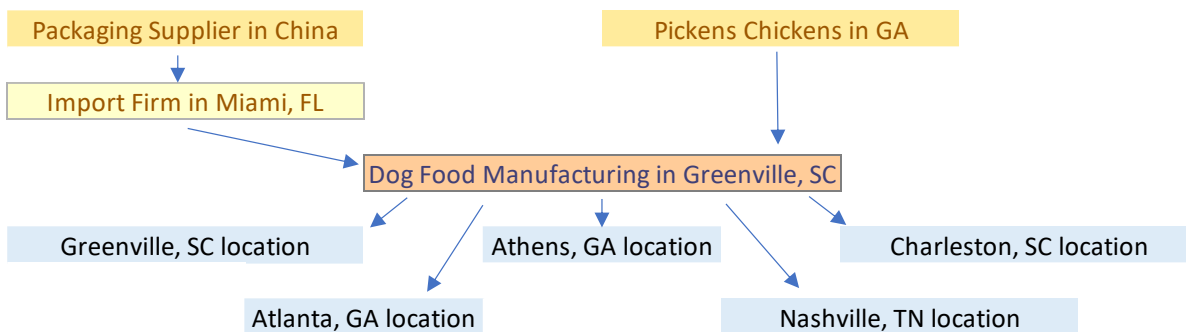 Packaging Supplier in China
Pickens Chickens in GA
Import Firm in Miami, FL
Dog Food Manufacturing in Greenville, SC
Greenville, SC location
Athens, GA location
Charleston, SC location
Atlanta, GA location
Nashville, TN location